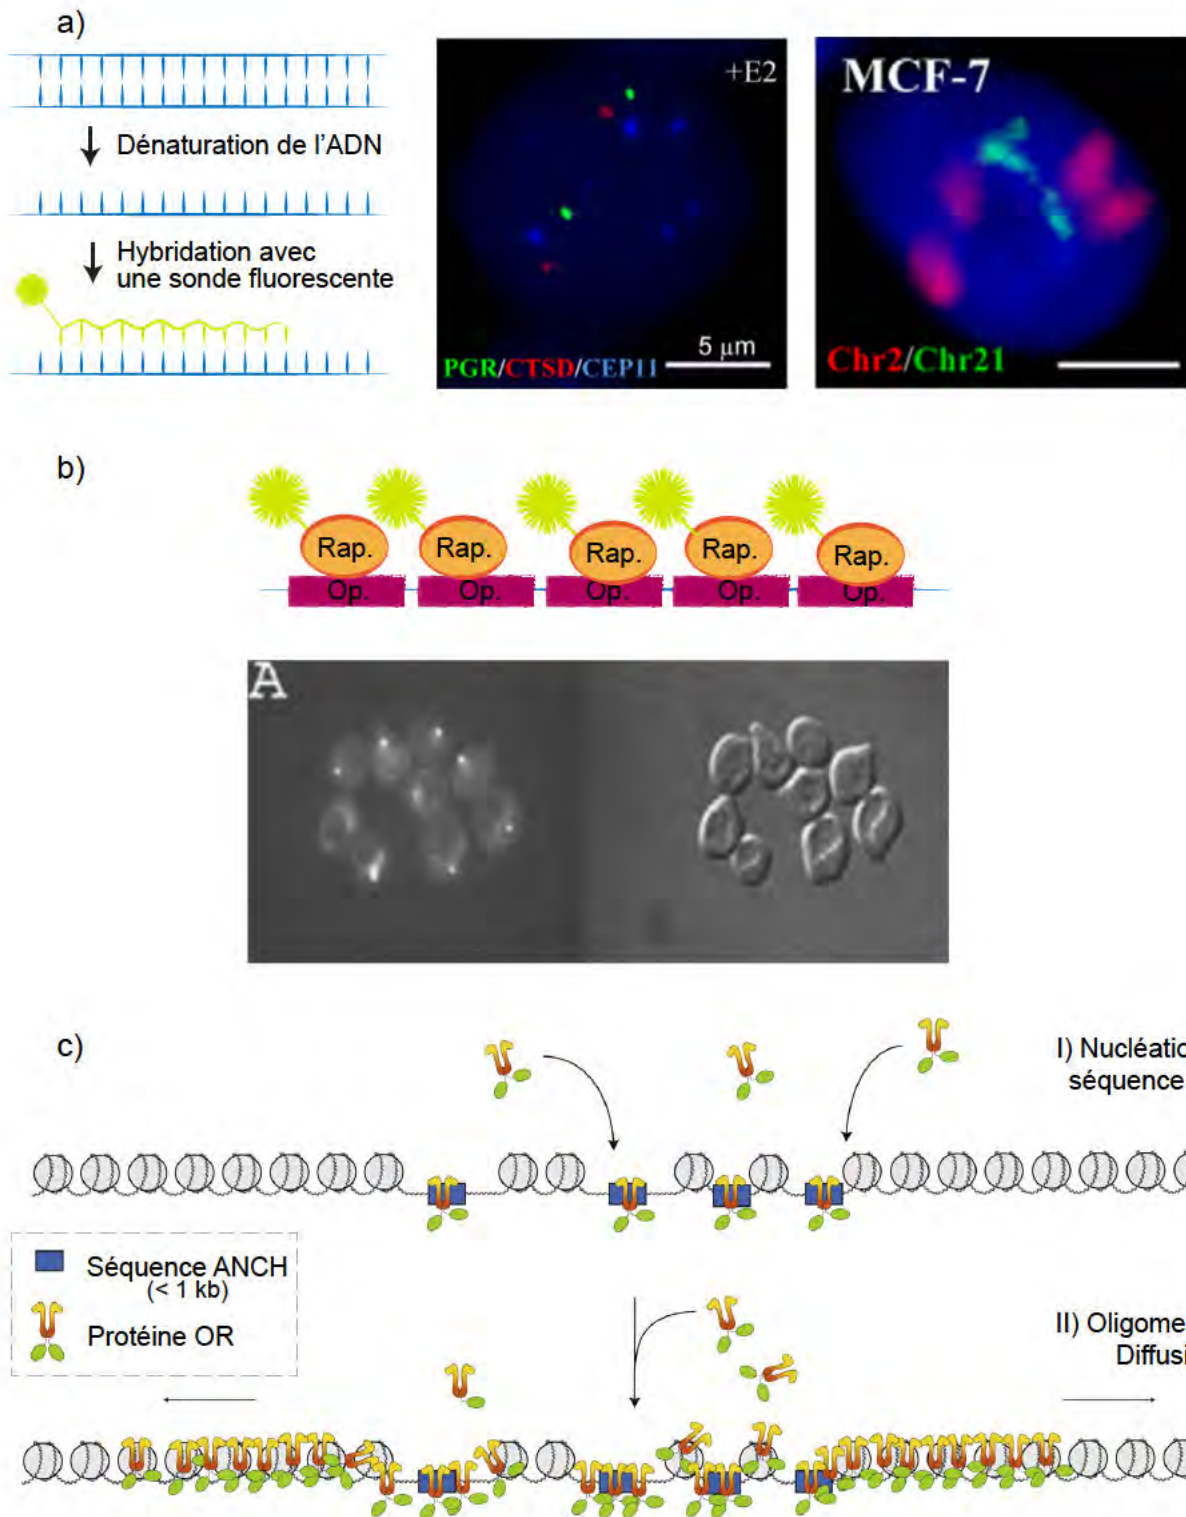 a)
Dénaturation de l'ADN
Hybridation avec
une sonde fluorescente
+E2
5 µm
PGR/CTSD/CEP11
MCF-7
Chr2/Chr21
b)
Rap. Rap. Rap. Rap. Rap.
Op. Op. Op. Op. Op.
A
c)
I) Nucléatio
séquence
Séquence ANCH
(< 1 kb)
Protéine OR
II) Oligome
Diffusi